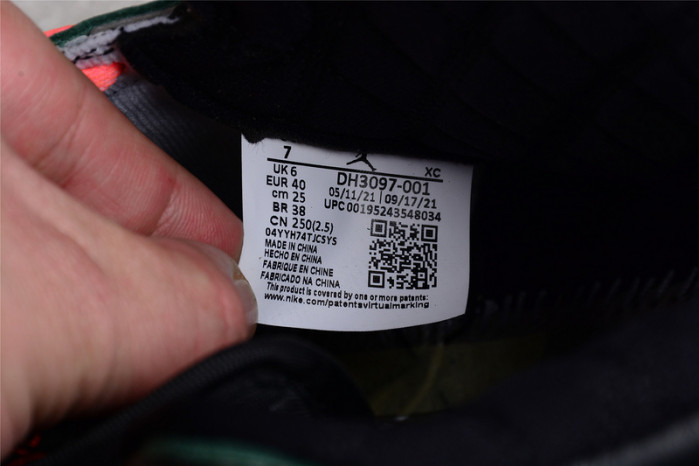 7 XC
UK 6
EUR 40
cm 25
BR 38
CN 250(2.5)
DH3097-001
05/11/21 | 09/17/21
UPC 00195243548034
04YYH74TJC5YS
MADE IN CHINA
HECHO EN CHINA
FABRIQUE EN CHINE
FABRICADO NA CHINA
This product is covered by one or more patents:
www.nike.com/patentsvirtualmarking